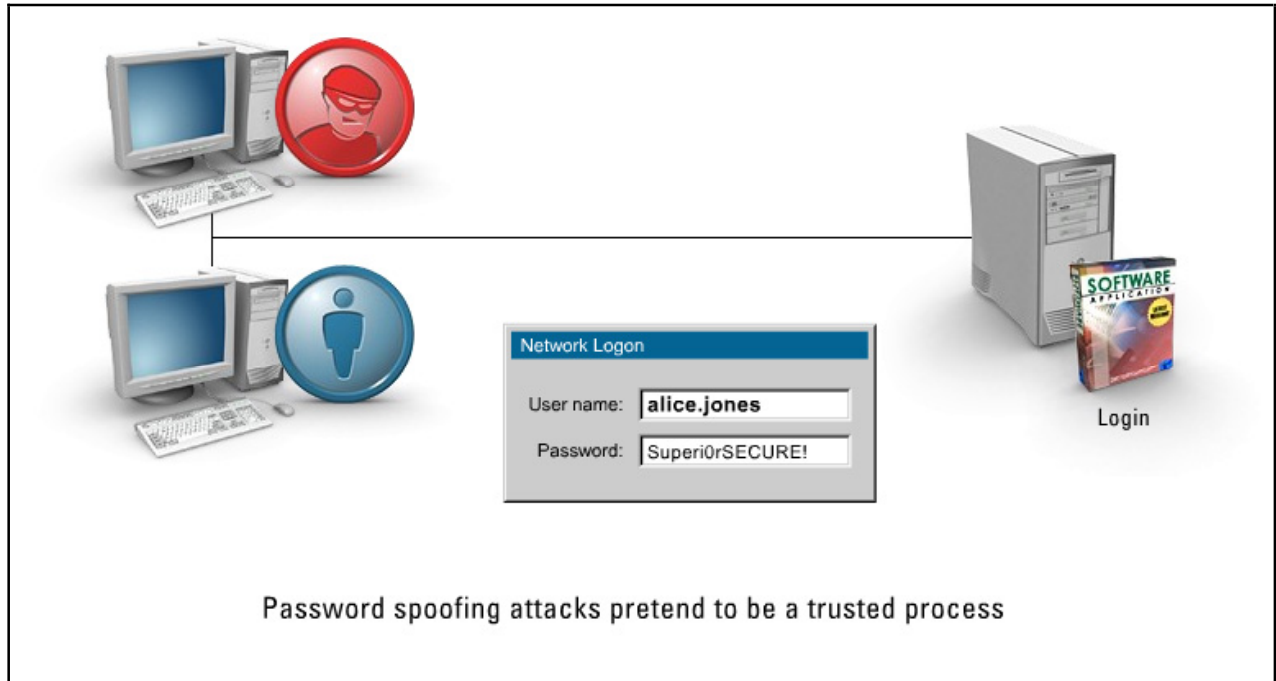 SOFTWARE
APPLICATION
Network Logon
User name: alice.jones
Password: Superi0rSECURE!
Login
Password spoofing attacks pretend to be a trusted process